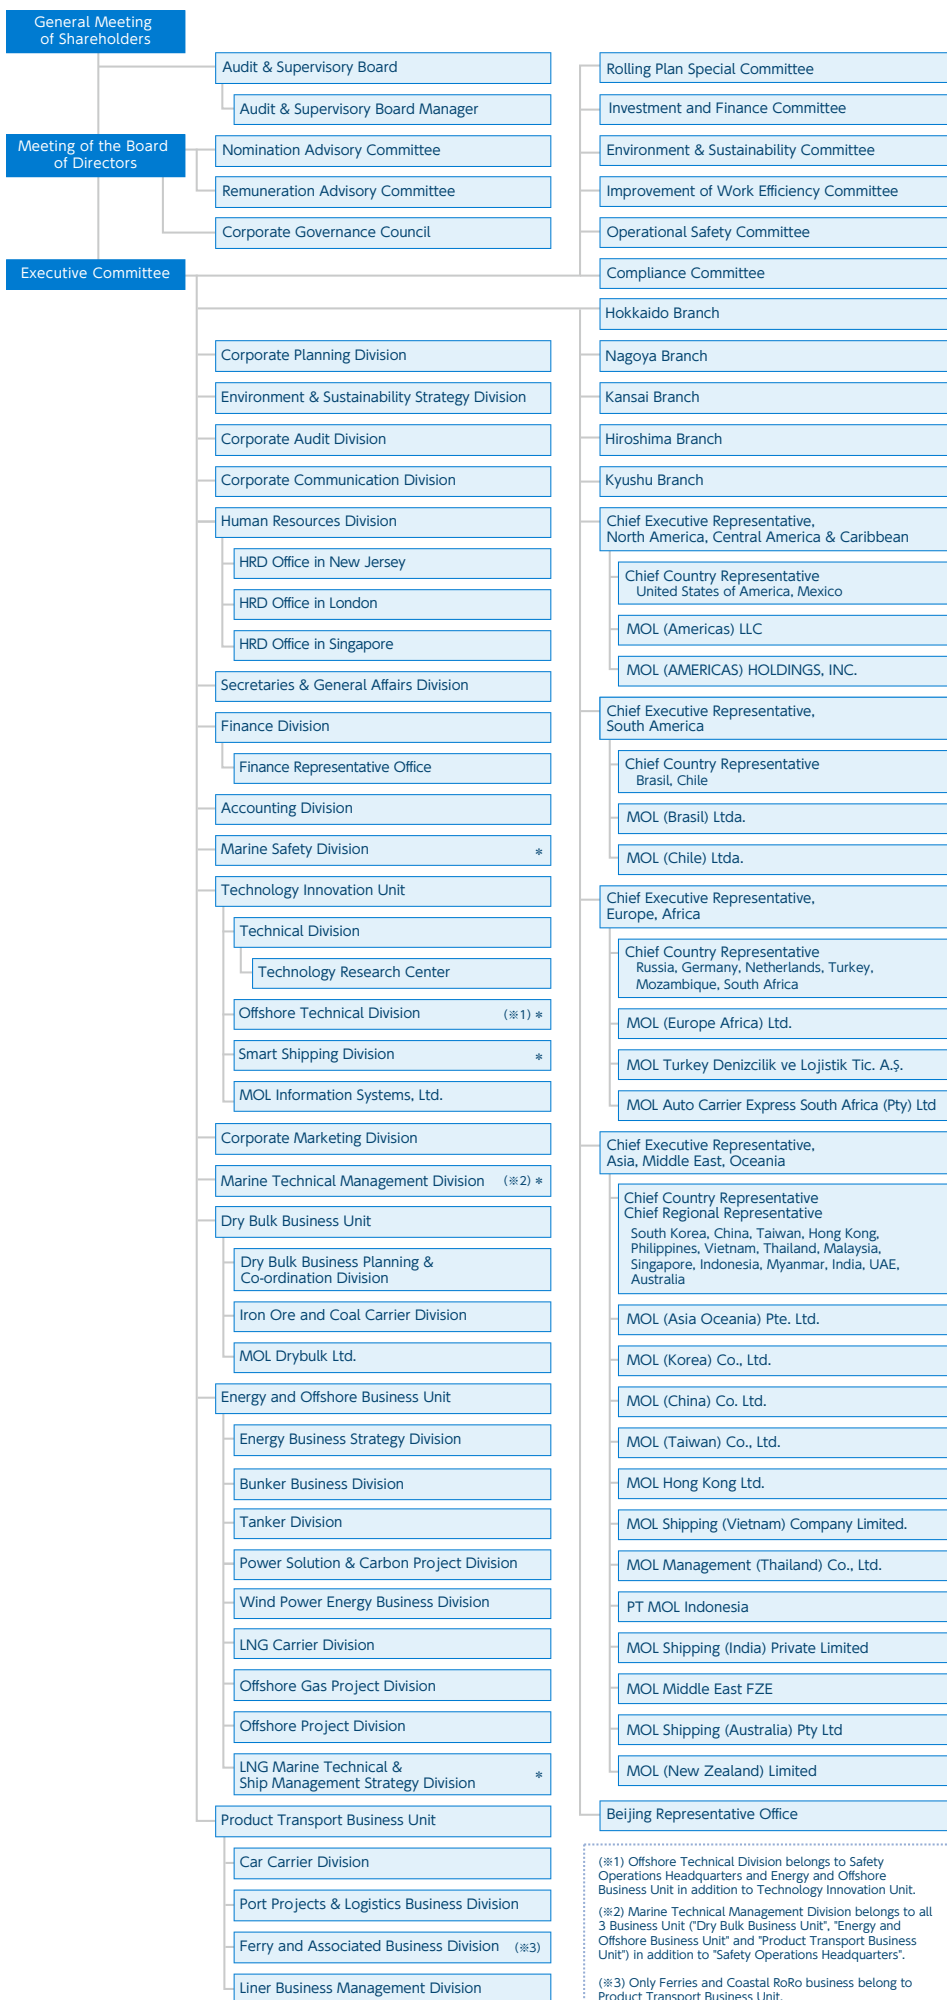 General Meeting
of Shareholders
Audit & Supervisory Board
Audit & Supervisory Board Manager
Meeting of the Board
of Directors
Nomination Advisory Committee
Remuneration Advisory Committee
Corporate Governance Council
Executive Committee
Corporate Planning Division
Environment & Sustainability Strategy Division
Corporate Audit Division
Corporate Communication Division
Human Resources Division
HRD Office in New Jersey
HRD Office in London
HRD Office in Singapore
Secretaries & General Affairs Division
Finance Division
Finance Representative Office
Accounting Division
Marine Safety Division *
Technology Innovation Unit
Technical Division
Technology Research Center
Offshore Technical Division (※1) *
Smart Shipping Division *
MOL Information Systems, Ltd.
Corporate Marketing Division
Marine Technical Management Division (※2) *
Dry Bulk Business Unit
Dry Bulk Business Planning &
Co-ordination Division
Iron Ore and Coal Carrier Division
MOL Drybulk Ltd.
Energy and Offshore Business Unit
Energy Business Strategy Division
Bunker Business Division
Tanker Division
Power Solution & Carbon Project Division
Wind Power Energy Business Division
LNG Carrier Division
Offshore Gas Project Division
Offshore Project Division
LNG Marine Technical &
Ship Management Strategy Division *
Product Transport Business Unit
Car Carrier Division
Port Projects & Logistics Business Division
Ferry and Associated Business Division (※3)
Liner Business Management Division
Rolling Plan Special Committee
Investment and Finance Committee
Environment & Sustainability Committee
Improvement of Work Efficiency Committee
Operational Safety Committee
Compliance Committee
Hokkaido Branch
Nagoya Branch
Kansai Branch
Hiroshima Branch
Kyushu Branch
Chief Executive Representative,
North America, Central America & Caribbean
Chief Country Representative
United States of America, Mexico
MOL (Americas) LLC
MOL (AMERICAS) HOLDINGS, INC.
Chief Executive Representative,
South America
Chief Country Representative
Brasil, Chile
MOL (Brasil) Ltda.
MOL (Chile) Ltda.
Chief Executive Representative,
Europe, Africa
Chief Country Representative
Russia, Germany, Netherlands, Turkey,
Mozambique, South Africa
MOL (Europe Africa) Ltd.
MOL Turkey Denizcilik ve Lojistik Tic. A.Ş.
MOL Auto Carrier Express South Africa (Pty) Ltd
Chief Executive Representative,
Asia, Middle East, Oceania
Chief Country Representative
Chief Regional Representative
South Korea, China, Taiwan, Hong Kong,
Philippines, Vietnam, Thailand, Malaysia,
Singapore, Indonesia, Myanmar, India, UAE,
Australia
MOL (Asia Oceania) Pte. Ltd.
MOL (Korea) Co., Ltd.
MOL (China) Co. Ltd.
MOL (Taiwan) Co., Ltd.
MOL Hong Kong Ltd.
MOL Shipping (Vietnam) Company Limited.
MOL Management (Thailand) Co., Ltd.
PT MOL Indonesia
MOL Shipping (India) Private Limited
MOL Middle East FZE
MOL Shipping (Australia) Pty Ltd
MOL (New Zealand) Limited
Beijing Representative Office
(※1) Offshore Technical Division belongs to Safety
Operations Headquarters and Energy and Offshore
Business Unit in addition to Technology Innovation Unit.
(※2) Marine Technical Management Division belongs to all
3 Business Unit ("Dry Bulk Business Unit", "Energy and
Offshore Business Unit" and "Product Transport Business
Unit") in addition to "Safety Operations Headquarters".
(※3) Only Ferries and Coastal RoRo business belong to
Product Transport Business Unit.